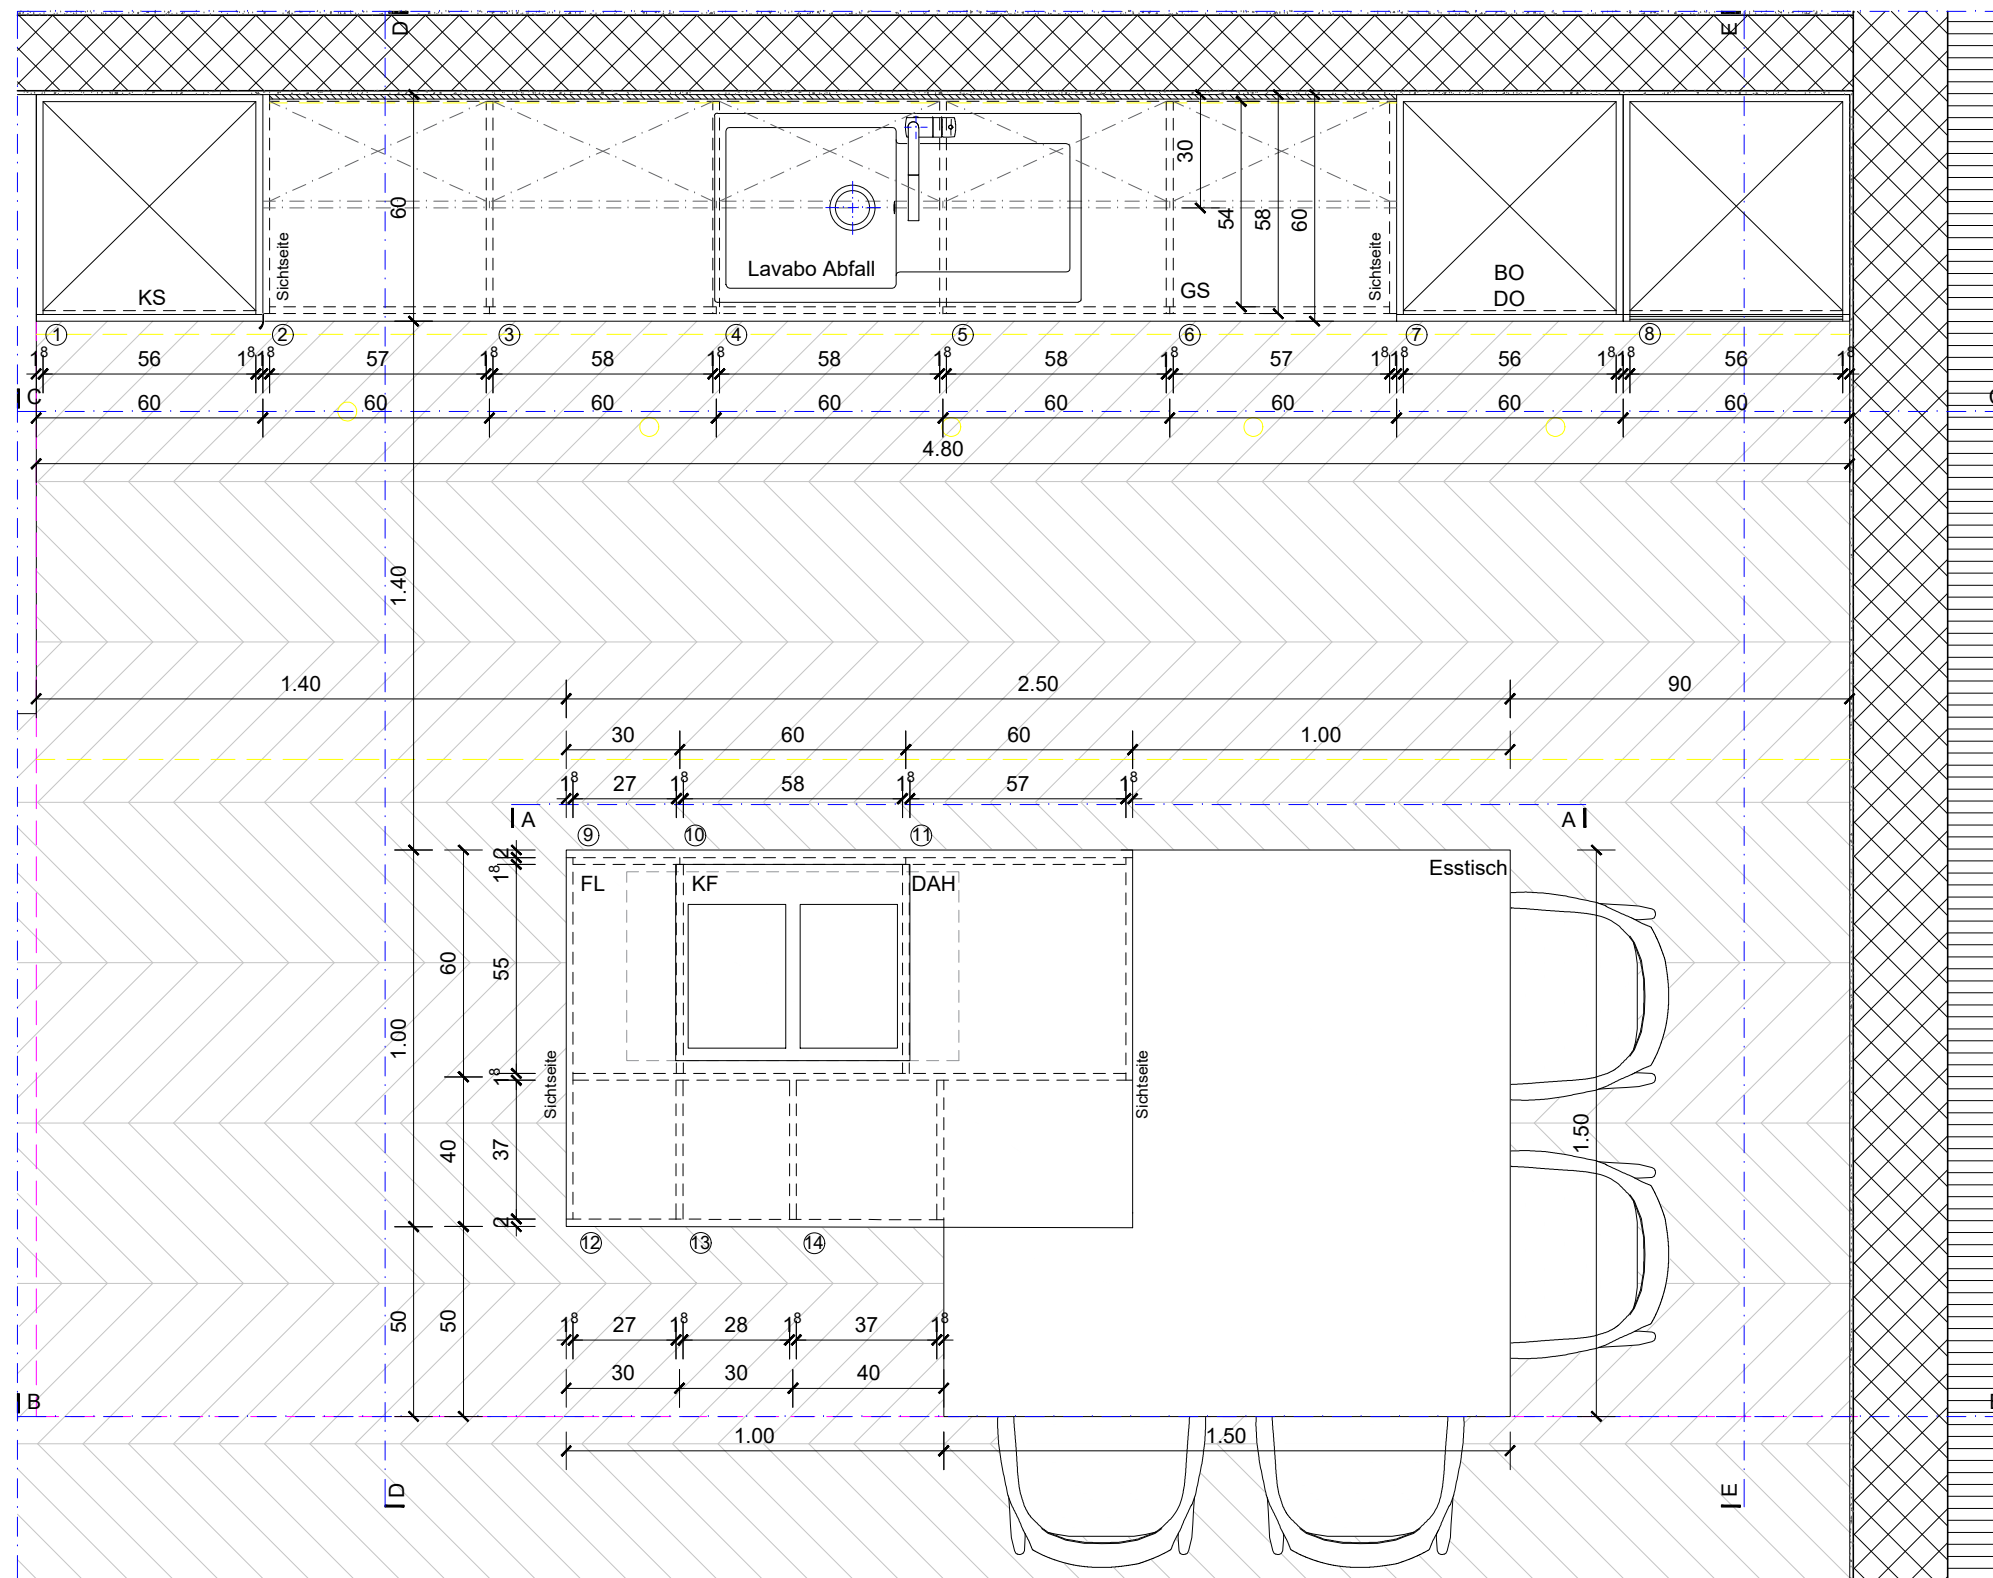 D
E
60
30
54
58
60
Sichtseite
Lavabo Abfall
Sichtseite
KS
GS
BO
DO
1
2
3
4
5
6
7
8
1⁸ 56 1⁸ 1⁸ 57 1⁸ 58 1⁸ 58 1⁸ 58 1⁸ 57 1⁸ 1⁸ 56 1⁸ 1⁸ 56 1⁸
C
60 60 60 60 60 60 60 60
4.80
1.40
1.40 2.50 90
30 60 60 1.00
1⁸ 27 1⁸ 58 1⁸ 57 1⁸
A A
9 10 11
2
1⁸
FL KF DAH Esstisch
60
55
1.00
Sichtseite
Sichtseite
1⁸
40
37
1.50
2
12 13 14
50
50
1⁸ 27 1⁸ 28 1⁸ 37 1⁸
30 30 40
B
1.00 1.50
D
E